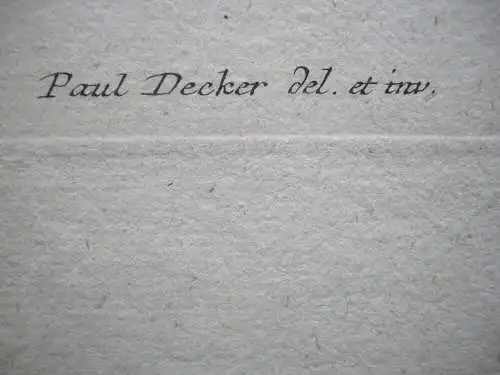 Paul Decker del. et inv.